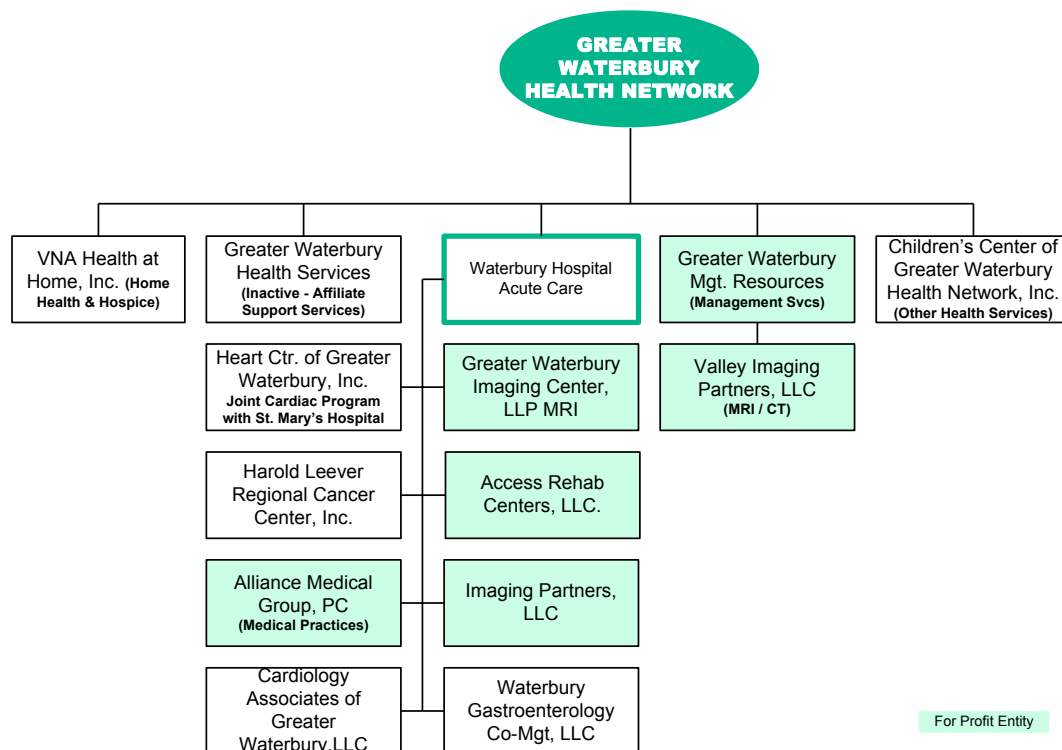 GREATER
WATERBURY
HEALTH NETWORK
VNA Health at
Home, Inc. (Home
Health & Hospice)
Greater Waterbury
Health Services
(Inactive - Affiliate
Support Services)
Waterbury Hospital
Acute Care
Greater Waterbury
Mgt. Resources
(Management Svcs)
Children’s Center of
Greater Waterbury
Health Network, Inc.
(Other Health Services)
Heart Ctr. of Greater
Waterbury, Inc.
Joint Cardiac Program
with St. Mary’s Hospital
Greater Waterbury
Imaging Center,
LLP MRI
Valley Imaging
Partners, LLC
(MRI / CT)
Harold Leever
Regional Cancer
Center, Inc.
Access Rehab
Centers, LLC.
Alliance Medical
Group, PC
(Medical Practices)
Imaging Partners,
LLC
Cardiology
Associates of
Greater
Waterbury,LLC
Waterbury
Gastroenterology
Co-Mgt, LLC
For Profit Entity